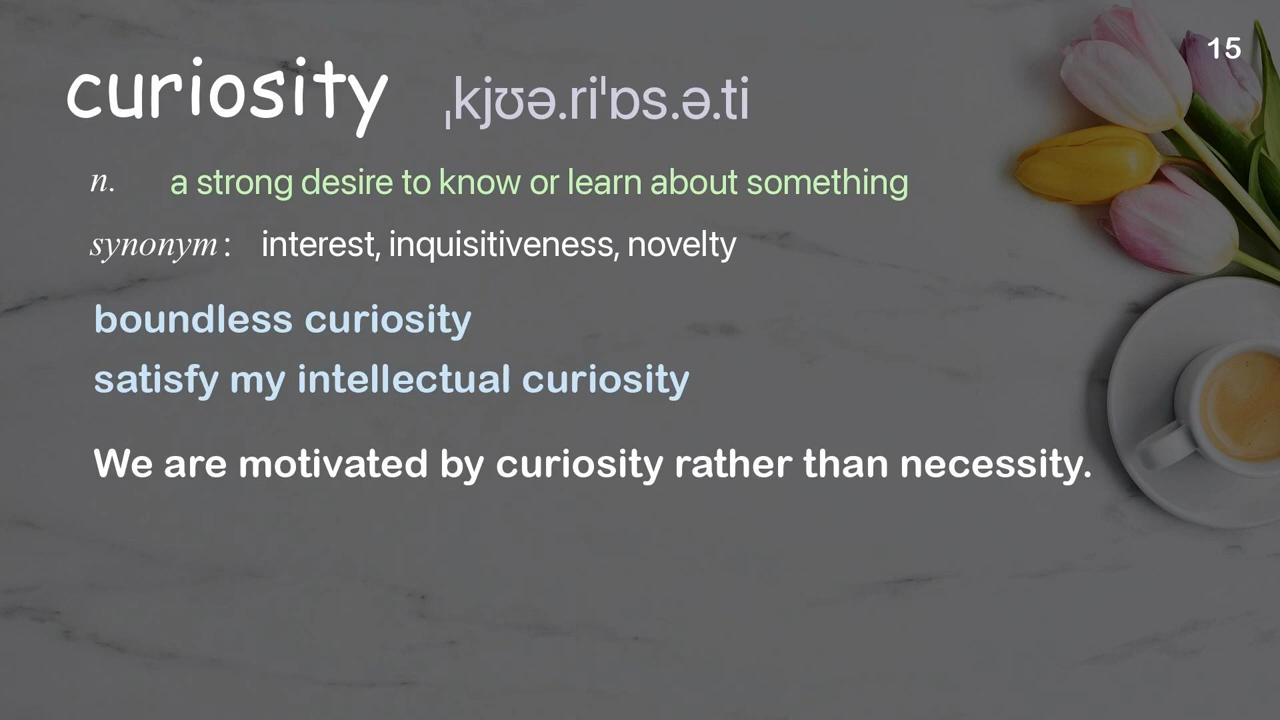 15
curiosity ˌkjʊə.riˈɒs.ə.ti
n. a strong desire to know or learn about something
synonym: interest, inquisitiveness, novelty
boundless curiosity
satisfy my intellectual curiosity
We are motivated by curiosity rather than necessity.